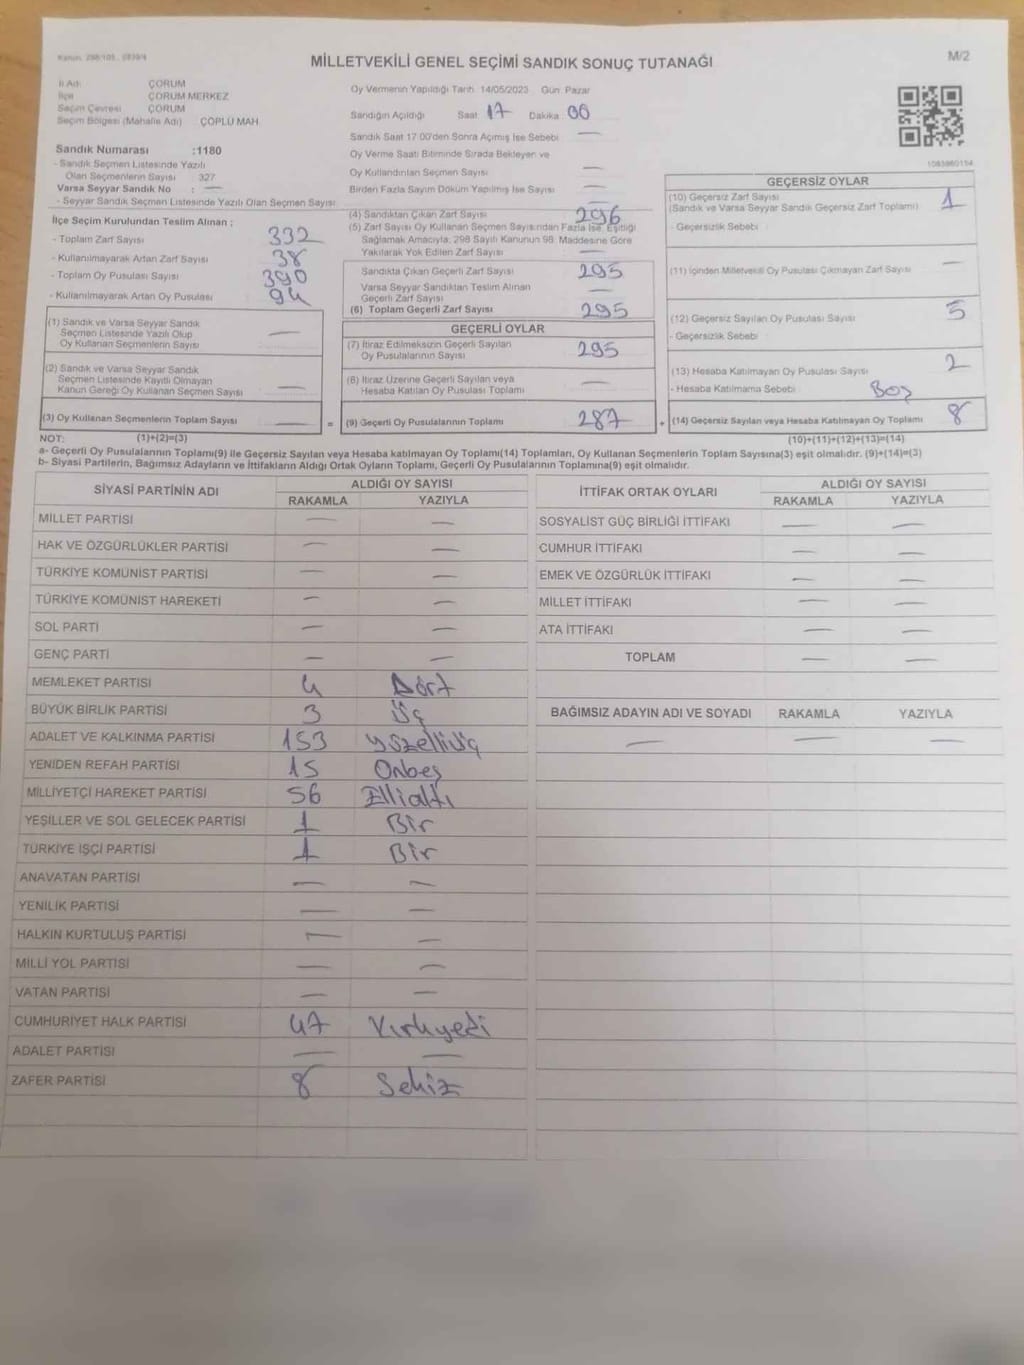 MİLLETVEKİLİ GENEL SEÇİMİ SANDIK SONUÇ TUTANAĞI
M/2
İl Adı ÇORUM
İlçe ÇORUM MERKEZ
Seçim Çevresi ÇORUM
Seçim Bölgesi (Mahalle Adı) ÇÖPLÜ MAH.
Sandık Numarası :1180
- Sandık Seçmen Listesinde Yazılı
Olan Seçmenlerin Sayısı 327
Varsa Seyyar Sandık No : —
- Seyyar Sandık Seçmen Listesinde Yazılı Olan Seçmen Sayısı
Oy Vermenin Yapıldığı Tarih 14/05/2023 Gün: Pazar
Sandığın Açıldığı Saat 17 Dakika 00
Sandık Saat 17:00'den Sonra Açılmış İse Sebebi —
Oy Verme Saati Bitiminde Sırada Bekleyen ve
Oy Kullandırılan Seçmen Sayısı —
Birden Fazla Sayım Döküm Yapılmış İse Sayısı —
1083960154
İlçe Seçim Kurulundan Teslim Alınan :
- Toplam Zarf Sayısı 332
- Kullanılmayarak Artan Zarf Sayısı 38
- Toplam Oy Pusulası Sayısı 390
- Kullanılmayarak Artan Oy Pusulası 94
(1) Sandık ve Varsa Seyyar Sandık
Seçmen Listesinde Yazılı Olup
Oy Kullanan Seçmenlerin Sayısı —
(2) Sandık ve Varsa Seyyar Sandık
Seçmen Listesinde Kayıtlı Olmayan
Kanun Gereği Oy Kullanan Seçmen Sayısı —
(3) Oy Kullanan Seçmenlerin Toplam Sayısı —
=
(4) Sandıktan Çıkan Zarf Sayısı 296
(5) Zarf Sayısı Oy Kullanan Seçmen Sayısından Fazla İse, Eşitliği
Sağlamak Amacıyla, 298 Sayılı Kanunun 98. Maddesine Göre
Yakılarak Yok Edilen Zarf Sayısı —
Sandıkta Çıkan Geçerli Zarf Sayısı 295
Varsa Seyyar Sandıktan Teslim Alınan
Geçerli Zarf Sayısı —
(6) Toplam Geçerli Zarf Sayısı 295
GEÇERLİ OYLAR
(7) İtiraz Edilmeksizin Geçerli Sayılan
Oy Pusulalarının Sayısı 295
(8) İtiraz Üzerine Geçerli Sayılan veya
Hesaba Katılan Oy Pusulası Toplamı —
(9) Geçerli Oy Pusulalarının Toplamı 287
+
GEÇERSİZ OYLAR
(10) Geçersiz Zarf Sayısı 1
(Sandık ve Varsa Seyyar Sandık Geçersiz Zarf Toplamı)
- Geçersizlik Sebebi
(11) İçinden Milletvekili Oy Pusulası Çıkmayan Zarf Sayısı —
(12) Geçersiz Sayılan Oy Pusulası Sayısı 5
- Geçersizlik Sebebi
(13) Hesaba Katılmayan Oy Pusulası Sayısı 2
- Hesaba Katılmama Sebebi Boş
(14) Geçersiz Sayılan veya Hesaba Katılmayan Oy Toplamı 8
NOT: (1)+(2)=(3) (10)+(11)+(12)+(13)=(14)
a- Geçerli Oy Pusulalarının Toplamı(9) ile Geçersiz Sayılan veya Hesaba katılmayan Oy Toplamı(14) Toplamları, Oy Kullanan Seçmenlerin Toplam Sayısına(3) eşit olmalıdır. (9)+(14)=(3)
b- Siyasi Partilerin, Bağımsız Adayların ve İttifakların Aldığı Ortak Oyların Toplamı, Geçerli Oy Pusulalarının Toplamına(9) eşit olmalıdır.
SİYASİ PARTİNİN ADI ALDIĞI OY SAYISI
RAKAMLA YAZIYLA
MİLLET PARTİSİ — —
HAK VE ÖZGÜRLÜKLER PARTİSİ — —
TÜRKİYE KOMÜNİST PARTİSİ — —
TÜRKİYE KOMÜNİST HAREKETİ — —
SOL PARTİ — —
GENÇ PARTİ — —
MEMLEKET PARTİSİ 4 Dört
BÜYÜK BİRLİK PARTİSİ 3 Üç
ADALET VE KALKINMA PARTİSİ 153 yüzelliüç
YENİDEN REFAH PARTİSİ 15 Onbeş
MİLLİYETÇİ HAREKET PARTİSİ 56 Ellialtı
YEŞİLLER VE SOL GELECEK PARTİSİ 1 Bir
TÜRKİYE İŞÇİ PARTİSİ 1 Bir
ANAVATAN PARTİSİ — —
YENİLİK PARTİSİ — —
HALKIN KURTULUŞ PARTİSİ — —
MİLLİ YOL PARTİSİ — —
VATAN PARTİSİ — —
CUMHURİYET HALK PARTİSİ 47 Kırkyedi
ADALET PARTİSİ — —
ZAFER PARTİSİ 8 Sekiz
İTTİFAK ORTAK OYLARI ALDIĞI OY SAYISI
RAKAMLA YAZIYLA
SOSYALİST GÜÇ BİRLİĞİ İTTİFAKI — —
CUMHUR İTTİFAKI — —
EMEK VE ÖZGÜRLÜK İTTİFAKI — —
MİLLET İTTİFAKI — —
ATA İTTİFAKI — —
TOPLAM — —
BAĞIMSIZ ADAYIN ADI VE SOYADI RAKAMLA YAZIYLA
— — —